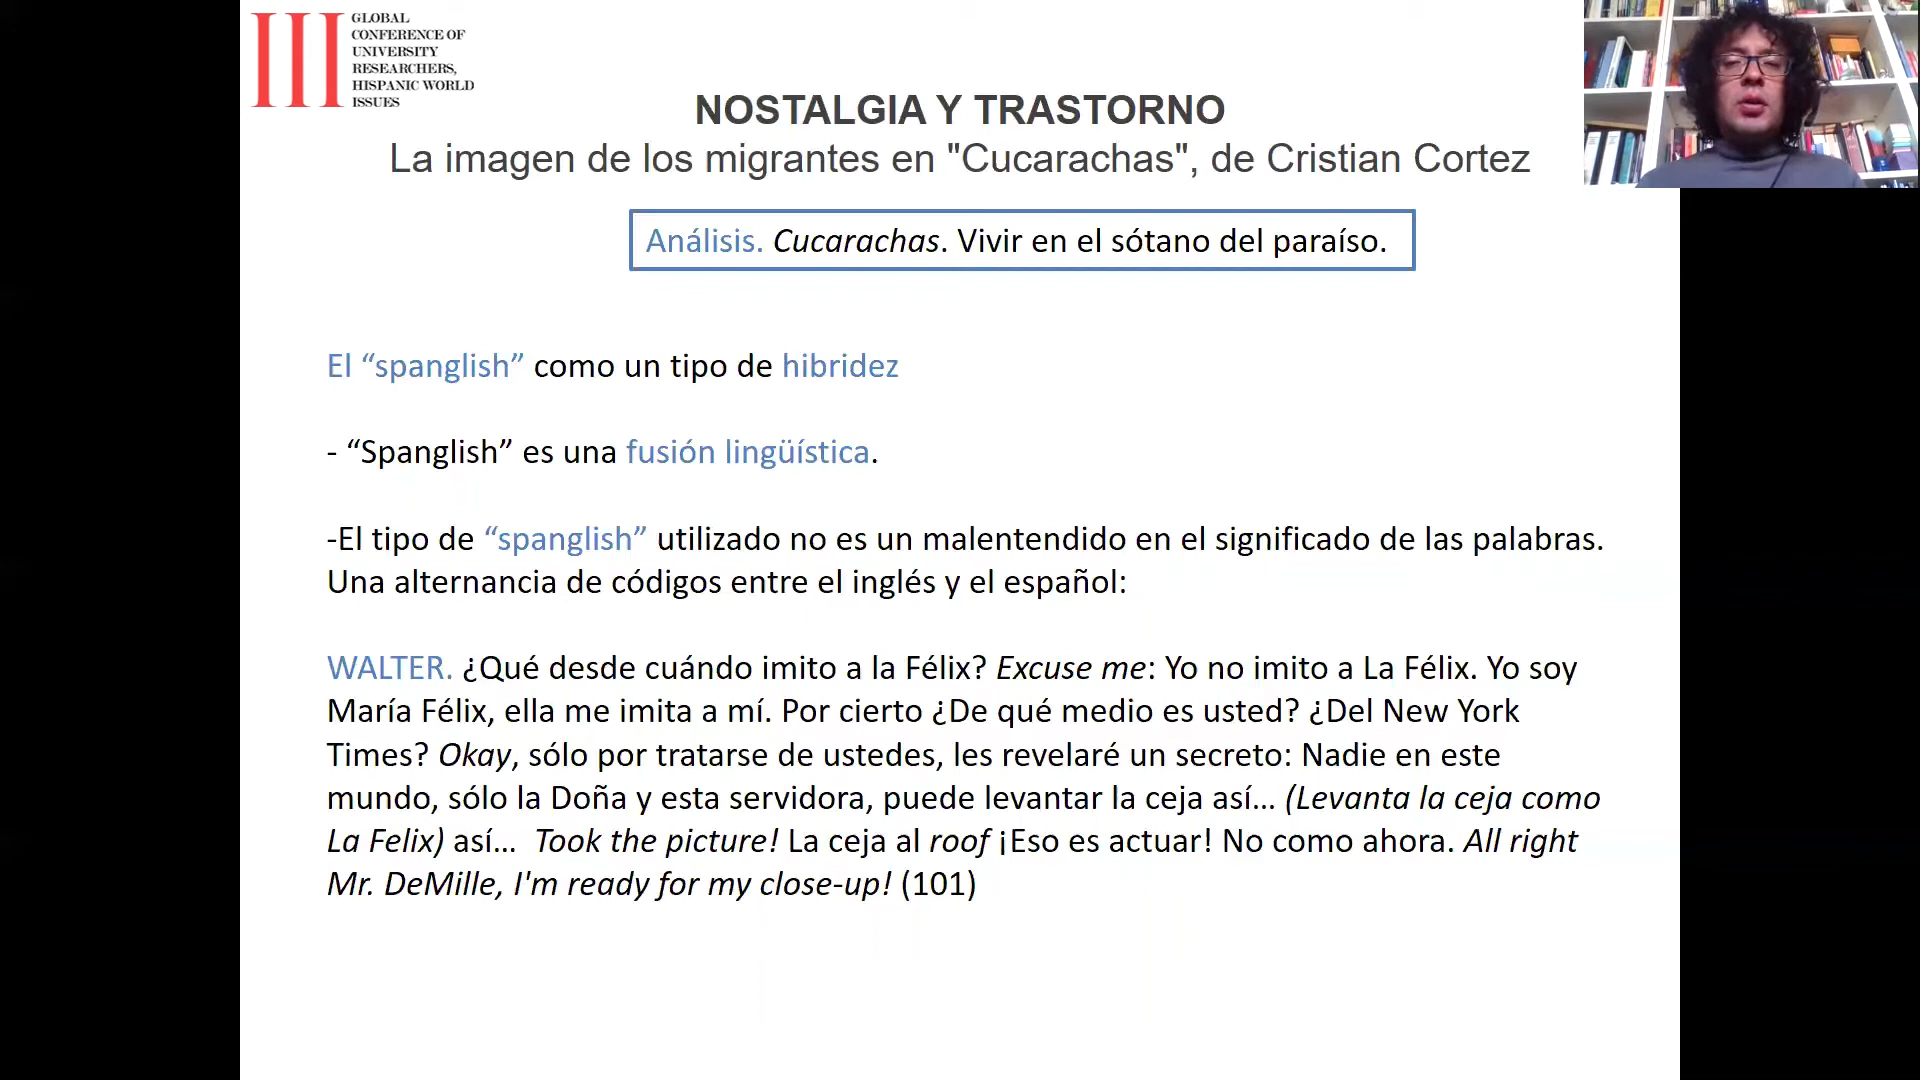 III
GLOBAL
CONFERENCE OF
UNIVERSITY
RESEARCHERS,
HISPANIC WORLD
ISSUES
NOSTALGIA Y TRASTORNO
La imagen de los migrantes en "Cucarachas", de Cristian Cortez
Análisis. Cucarachas. Vivir en el sótano del paraíso.
El “spanglish” como un tipo de hibridez
- “Spanglish” es una fusión lingüística.
-El tipo de “spanglish” utilizado no es un malentendido en el significado de las palabras.
Una alternancia de códigos entre el inglés y el español:
WALTER. ¿Qué desde cuándo imito a la Félix? Excuse me: Yo no imito a La Félix. Yo soy
María Félix, ella me imita a mí. Por cierto ¿De qué medio es usted? ¿Del New York
Times? Okay, sólo por tratarse de ustedes, les revelaré un secreto: Nadie en este
mundo, sólo la Doña y esta servidora, puede levantar la ceja así… (Levanta la ceja como
La Felix) así… Took the picture! La ceja al roof ¡Eso es actuar! No como ahora. All right
Mr. DeMille, I'm ready for my close-up! (101)